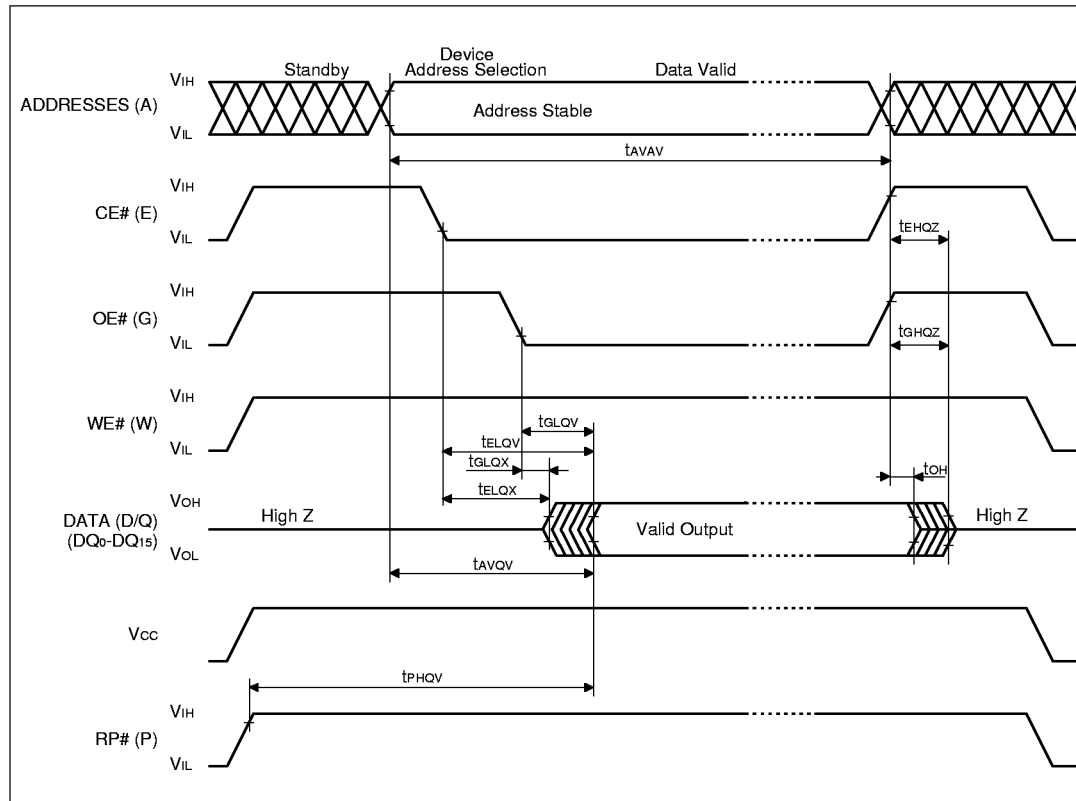 Standby
Device
Address Selection
Data Valid
ADDRESSES (A)
VIH
VIL
Address Stable
tAVAV
CE# (E)
VIH
VIL
tEHQZ
OE# (G)
VIH
VIL
tGHQZ
WE# (W)
VIH
VIL
tGLQV
tELQV
tGLQX
tELQX
tOH
DATA (D/Q)
(DQ0-DQ15)
VOH
VOL
High Z
Valid Output
High Z
tAVQV
VCC
tPHQV
RP# (P)
VIH
VIL